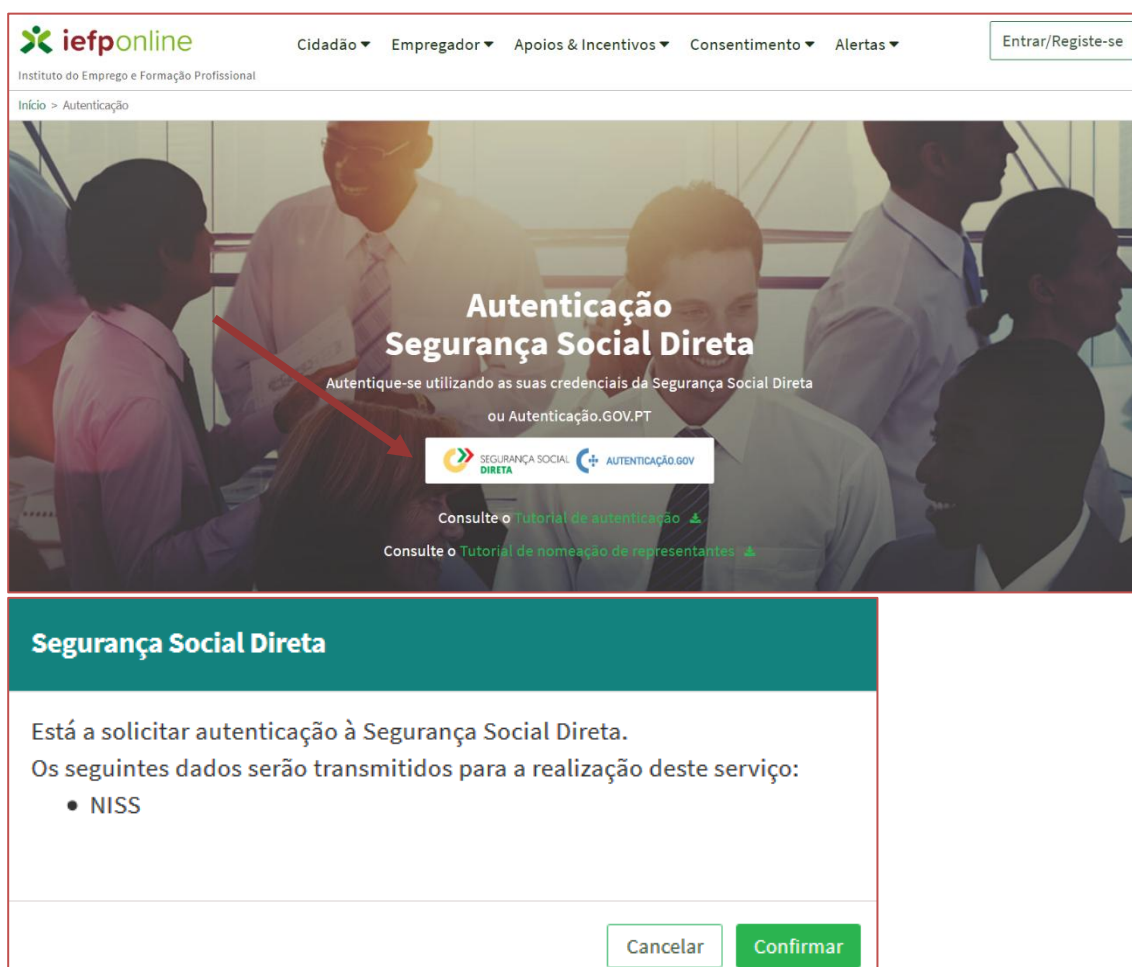 iefponline
Cidadão Empregador Apoios & Incentivos Consentimento Alertas Entrar/Registe-se
Instituto do Emprego e Formação Profissional
Início > Autenticação
Autenticação
Segurança Social Direta
Autentique-se utilizando as suas credenciais da Segurança Social Direta
ou Autenticação.GOV.PT
SEGURANÇA SOCIAL DIRETA AUTENTICAÇÃO.GOV
Consulte o Tutorial de autenticação
Consulte o Tutorial de nomeação de representantes
Segurança Social Direta
Está a solicitar autenticação à Segurança Social Direta.
Os seguintes dados serão transmitidos para a realização deste serviço:
• NISS
Cancelar Confirmar